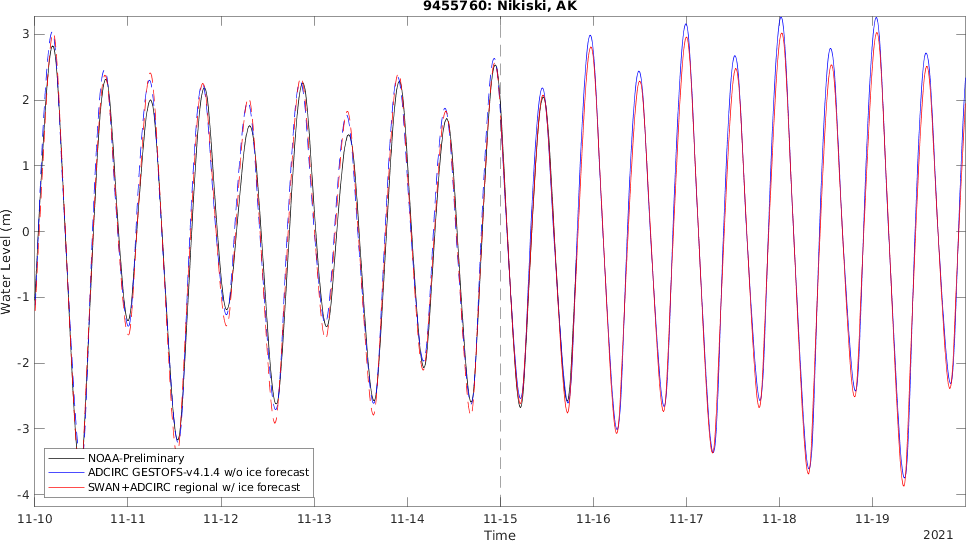 9455760: Nikiski, AK
Water Level (m)
3
2
1
0
-1
-2
-3
-4
NOAA-Preliminary
ADCIRC GESTOFS-v4.1.4 w/o ice forecast
SWAN+ADCIRC regional w/ ice forecast
11-10 11-11 11-12 11-13 11-14 11-15 11-16 11-17 11-18 11-19
Time
2021